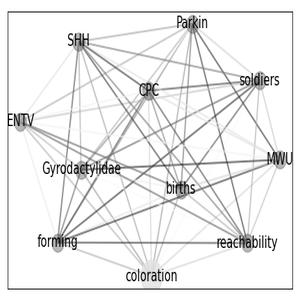 Parkin
SHH
soldiers
CPC
ENTV
MWU
Gyrodactylidae
births
forming
reachability
coloration